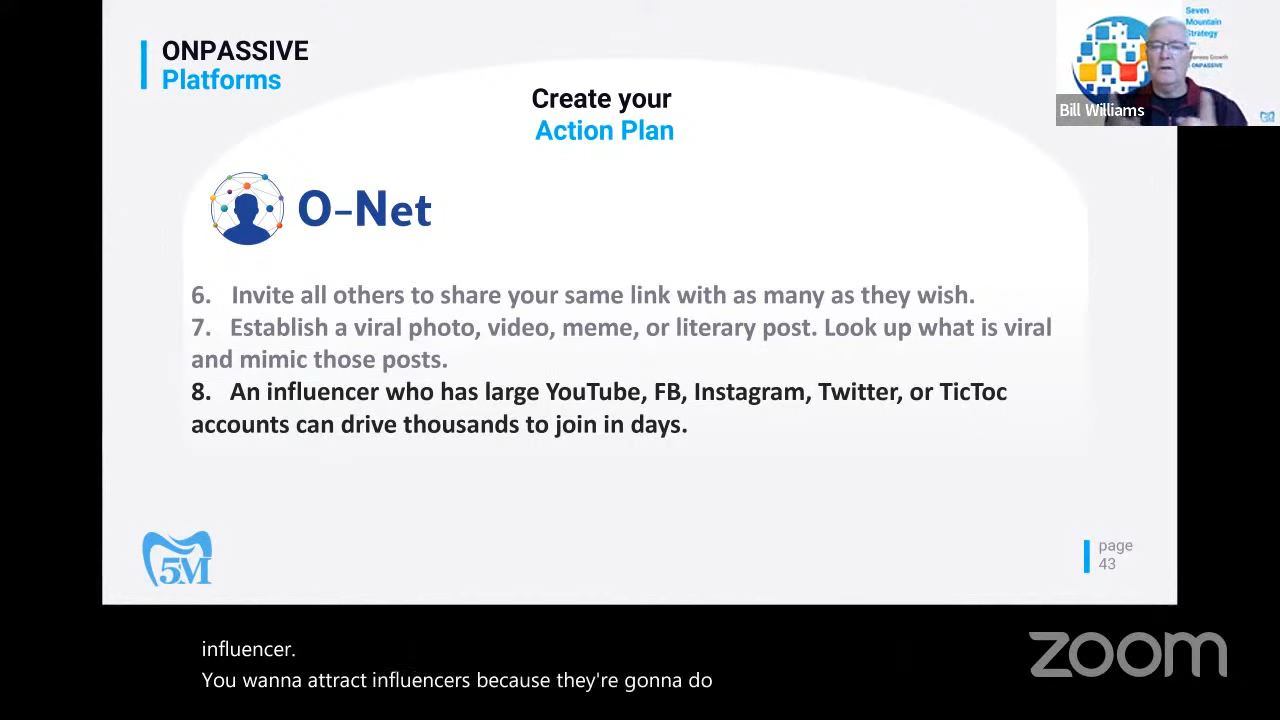 ONPASSIVE
Platforms
Seven
Mountain
Strategy
ONPASSIVE
Bill Williams
Create your
Action Plan
O-Net
6. Invite all others to share your same link with as many as they wish.
7. Establish a viral photo, video, meme, or literary post. Look up what is viral
and mimic those posts.
8. An influencer who has large YouTube, FB, Instagram, Twitter, or TicToc
accounts can drive thousands to join in days.
5M
page
43
influencer.
You wanna attract influencers because they're gonna do
zoom